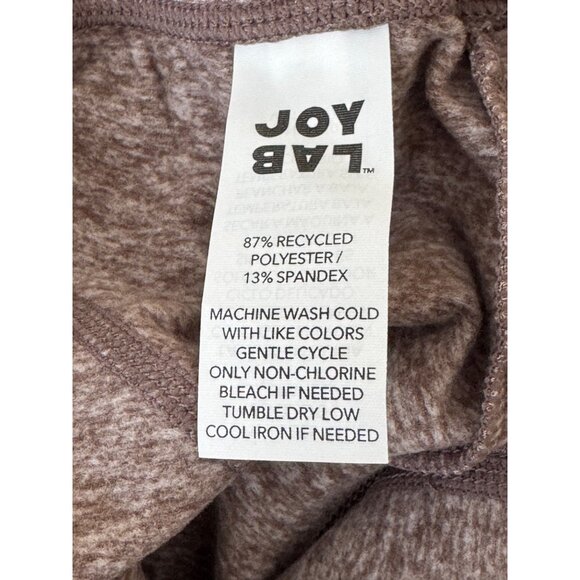 JOY
LAB™
87% RECYCLED
POLYESTER /
13% SPANDEX
MACHINE WASH COLD
WITH LIKE COLORS
GENTLE CYCLE
ONLY NON-CHLORINE
BLEACH IF NEEDED
TUMBLE DRY LOW
COOL IRON IF NEEDED